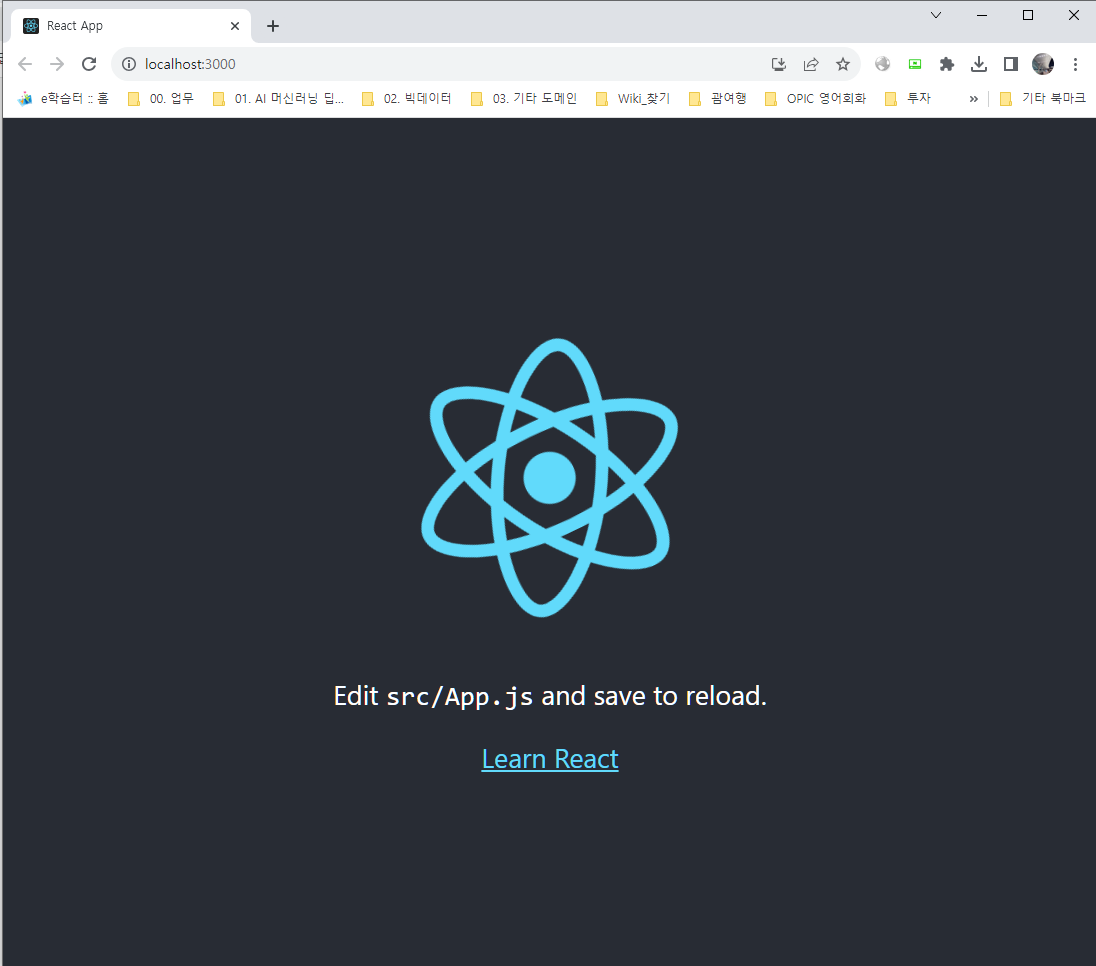 React App
localhost:3000
e학습터 :: 홈 00. 업무 01. AI 머신러닝 딥... 02. 빅데이터 03. 기타 도메인 Wiki_찾기 괌여행 OPIC 영어회화 투자 » 기타 북마크
Edit src/App.js and save to reload.
Learn React